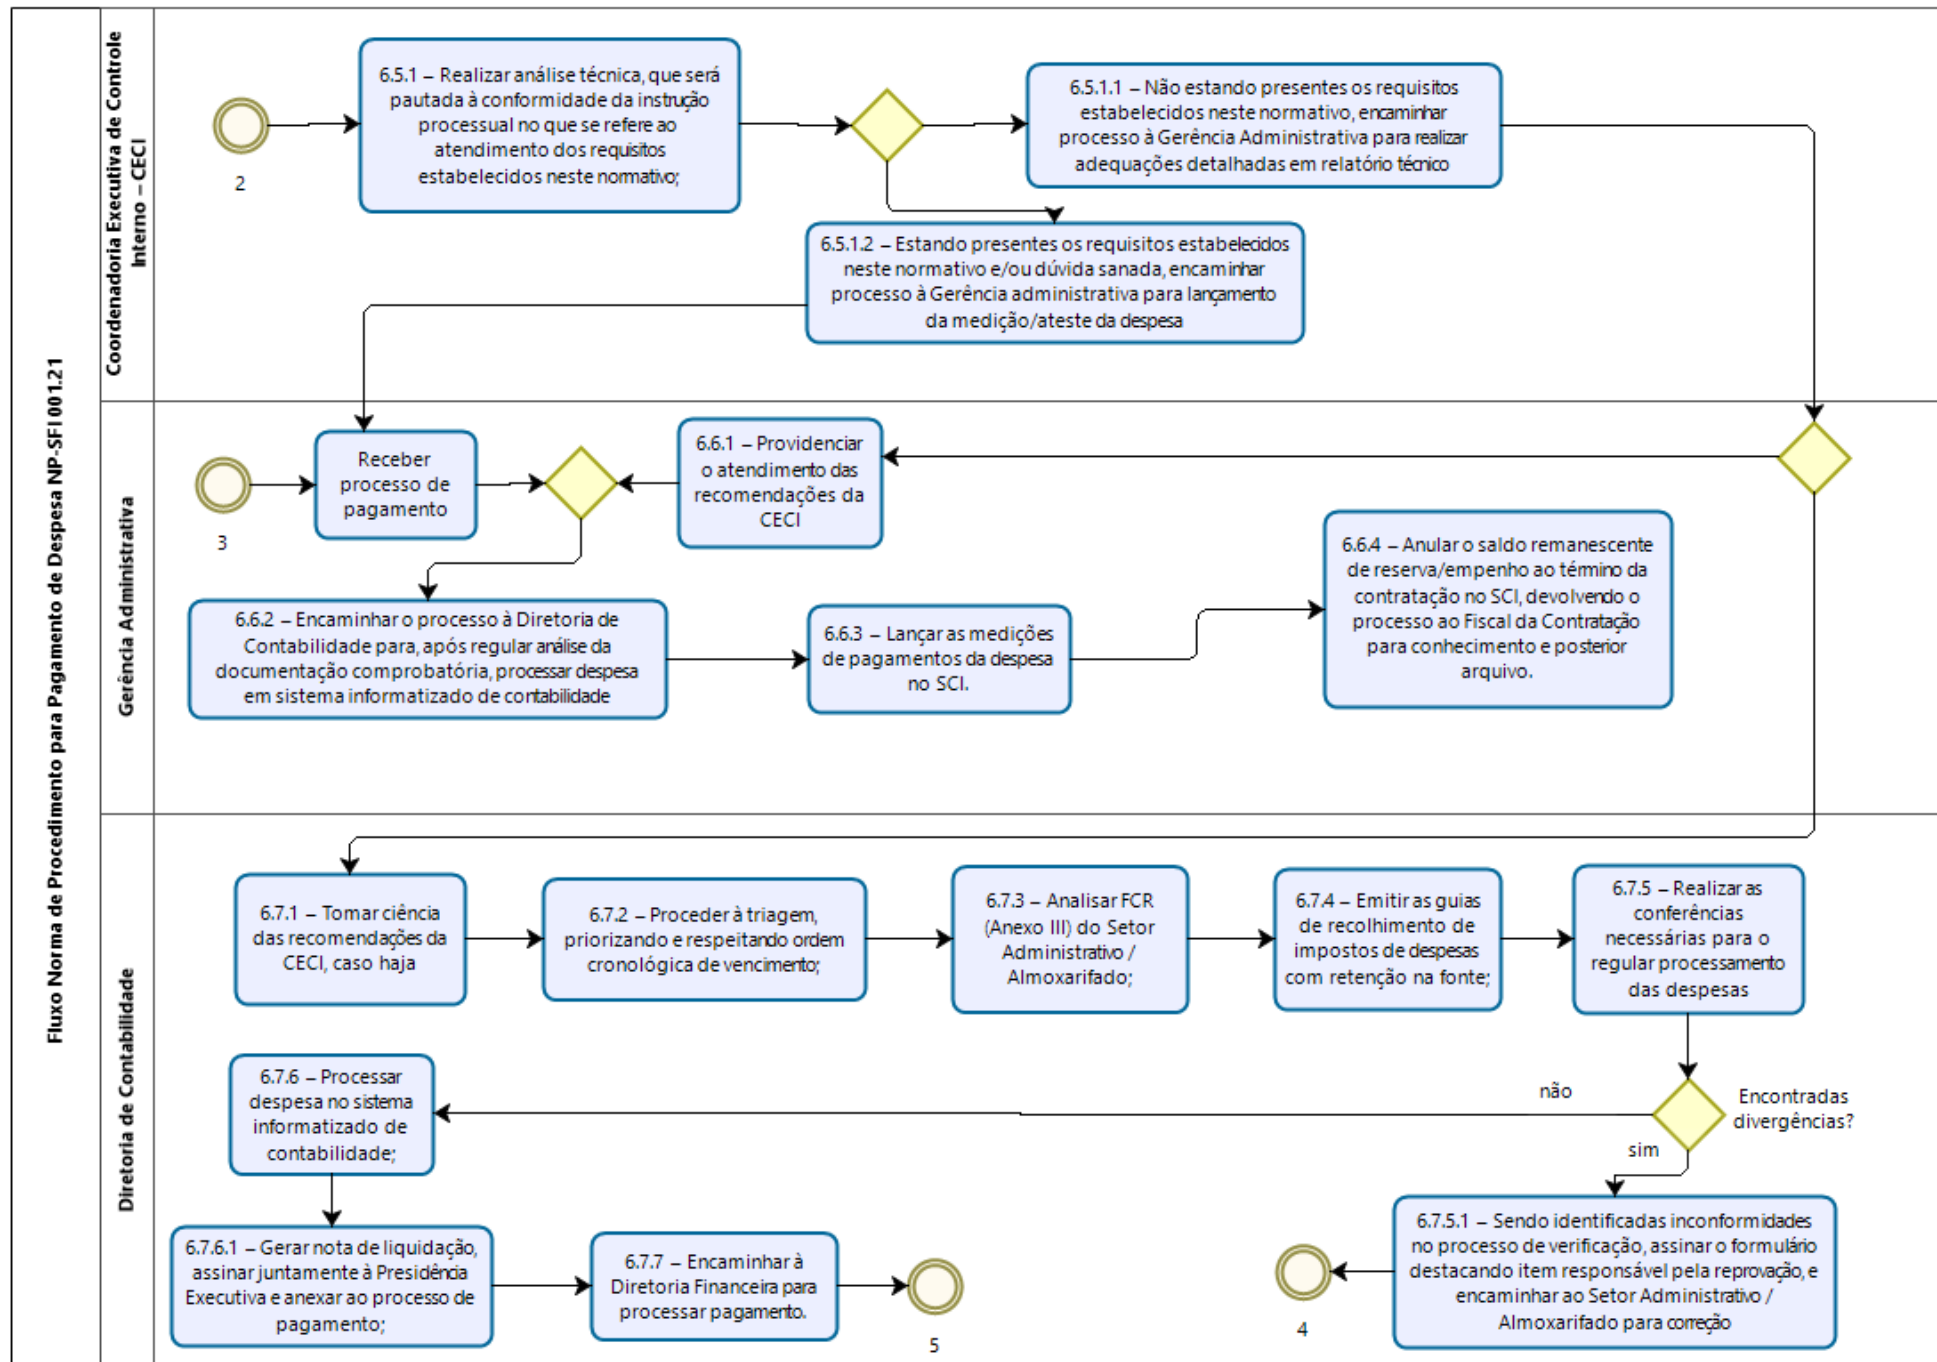 Fluxo Norma de Procedimento para Pagamento de Despesa NP-SFI 001.21
Coordenadoria Executiva de Controle
Interno – CECI
2
6.5.1 – Realizar análise técnica, que será
pautada à conformidade da instrução
processual no que se refere ao
atendimento dos requisitos
estabelecidos neste normativo;
6.5.1.1 – Não estando presentes os requisitos
estabelecidos neste normativo, encaminhar
processo à Gerência Administrativa para realizar
adequações detalhadas em relatório técnico
6.5.1.2 – Estando presentes os requisitos estabelecidos
neste normativo e/ou dúvida sanada, encaminhar
processo à Gerência administrativa para lançamento
da medição/ateste da despesa
Gerência Administrativa
3
Receber
processo de
pagamento
6.6.1 – Providenciar
o atendimento das
recomendações da
CECI
6.6.2 – Encaminhar o processo à Diretoria de
Contabilidade para, após regular análise da
documentação comprobatória, processar despesa
em sistema informatizado de contabilidade
6.6.3 – Lançar as medições
de pagamentos da despesa
no SCI.
6.6.4 – Anular o saldo remanescente
de reserva/empenho ao término da
contratação no SCI, devolvendo o
processo ao Fiscal da Contratação
para conhecimento e posterior
arquivo.
Diretoria de Contabilidade
6.7.1 – Tomar ciência
das recomendações da
CECI, caso haja
6.7.2 – Proceder à triagem,
priorizando e respeitando ordem
cronológica de vencimento;
6.7.3 – Analisar FCR
(Anexo III) do Setor
Administrativo /
Almoxarifado;
6.7.4 – Emitir as guias
de recolhimento de
impostos de despesas
com retenção na fonte;
6.7.5 – Realizar as
conferências
necessárias para o
regular processamento
das despesas
Encontradas
divergências?
não
sim
6.7.6 – Processar
despesa no sistema
informatizado de
contabilidade;
6.7.6.1 – Gerar nota de liquidação,
assinar juntamente à Presidência
Executiva e anexar ao processo de
pagamento;
6.7.7 – Encaminhar à
Diretoria Financeira para
processar pagamento.
5
4
6.7.5.1 – Sendo identificadas inconformidades
no processo de verificação, assinar o formulário
destacando item responsável pela reprovação, e
encaminhar ao Setor Administrativo /
Almoxarifado para correção